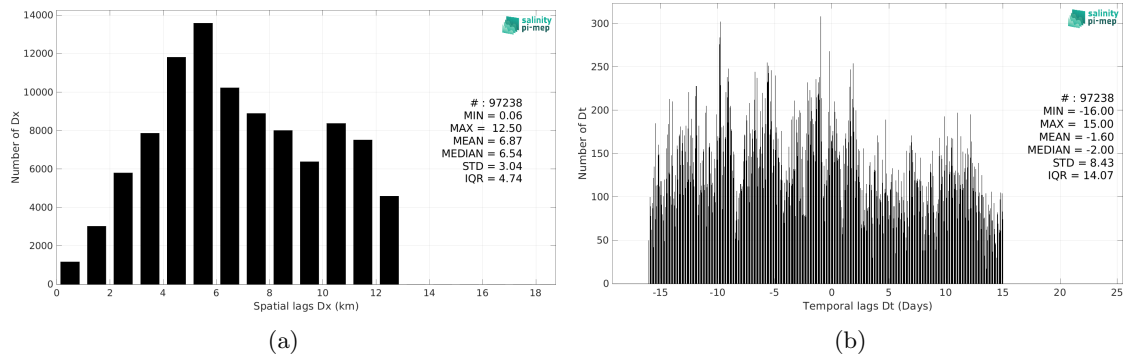 14000
12000
10000
8000
6000
4000
2000
0
Number of Dx
0 2 4 6 8 10 12 14 16 18
Spatial lags Dx (km)
salinity
pi-mep
# : 97238
MIN = 0.06
MAX = 12.50
MEAN = 6.87
MEDIAN = 6.54
STD = 3.04
IQR = 4.74
(a)
300
250
200
150
100
50
0
Number of Dt
-15 -10 -5 0 5 10 15 20 25
Temporal lags Dt (Days)
salinity
pi-mep
# : 97238
MIN = -16.00
MAX = 15.00
MEAN = -1.60
MEDIAN = -2.00
STD = 8.43
IQR = 14.07
(b)